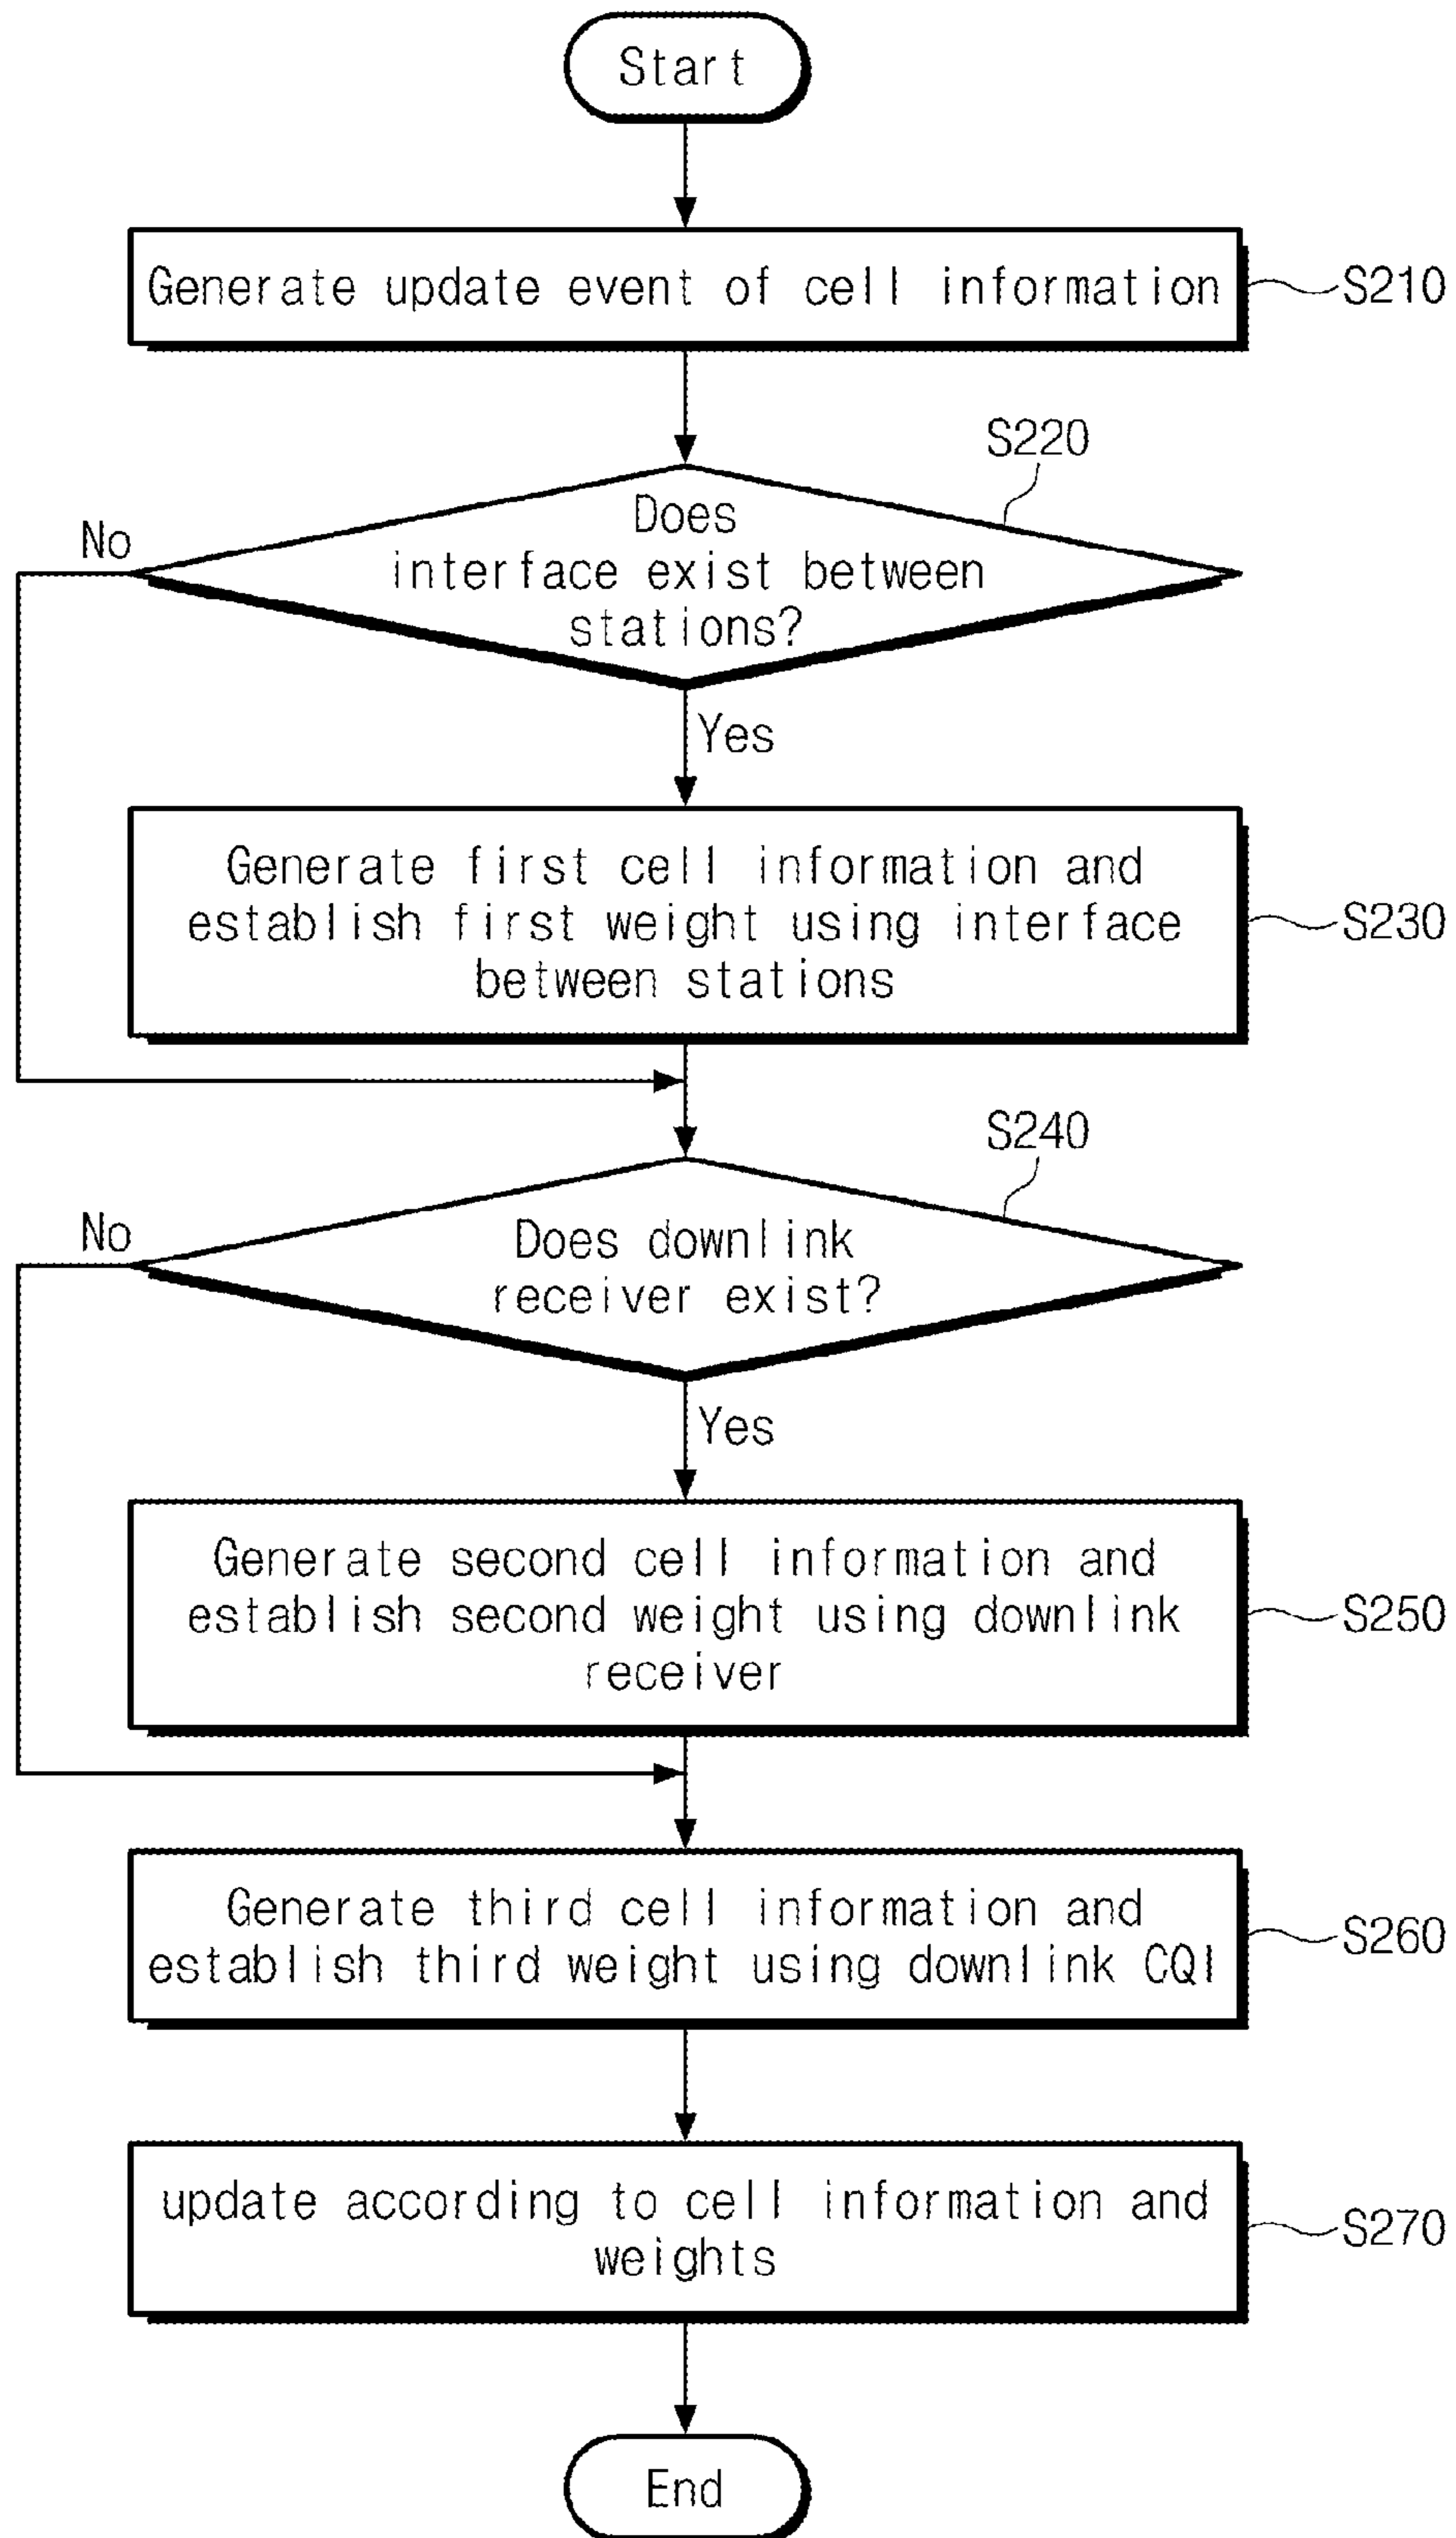 Start
Generate update event of cell information
S210
S220
Does
interface exist between
stations?
No
Yes
Generate first cell information and
establish first weight using interface
between stations
S230
S240
Does downlink
receiver exist?
No
Yes
Generate second cell information and
establish second weight using downlink
receiver
S250
Generate third cell information and
establish third weight using downlink CQI
S260
update according to cell information and
weights
S270
End